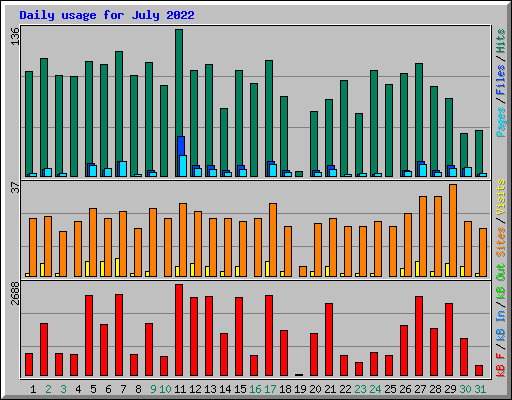 Daily usage for July 2022
136
Pages / Files / Hits
37
Sites / Visits
2688
kB F / kB In / kB Out
1 2 3 4 5 6 7 8 9 10 11 12 13 14 15 16 17 18 19 20 21 22 23 24 25 26 27 28 29 30 31